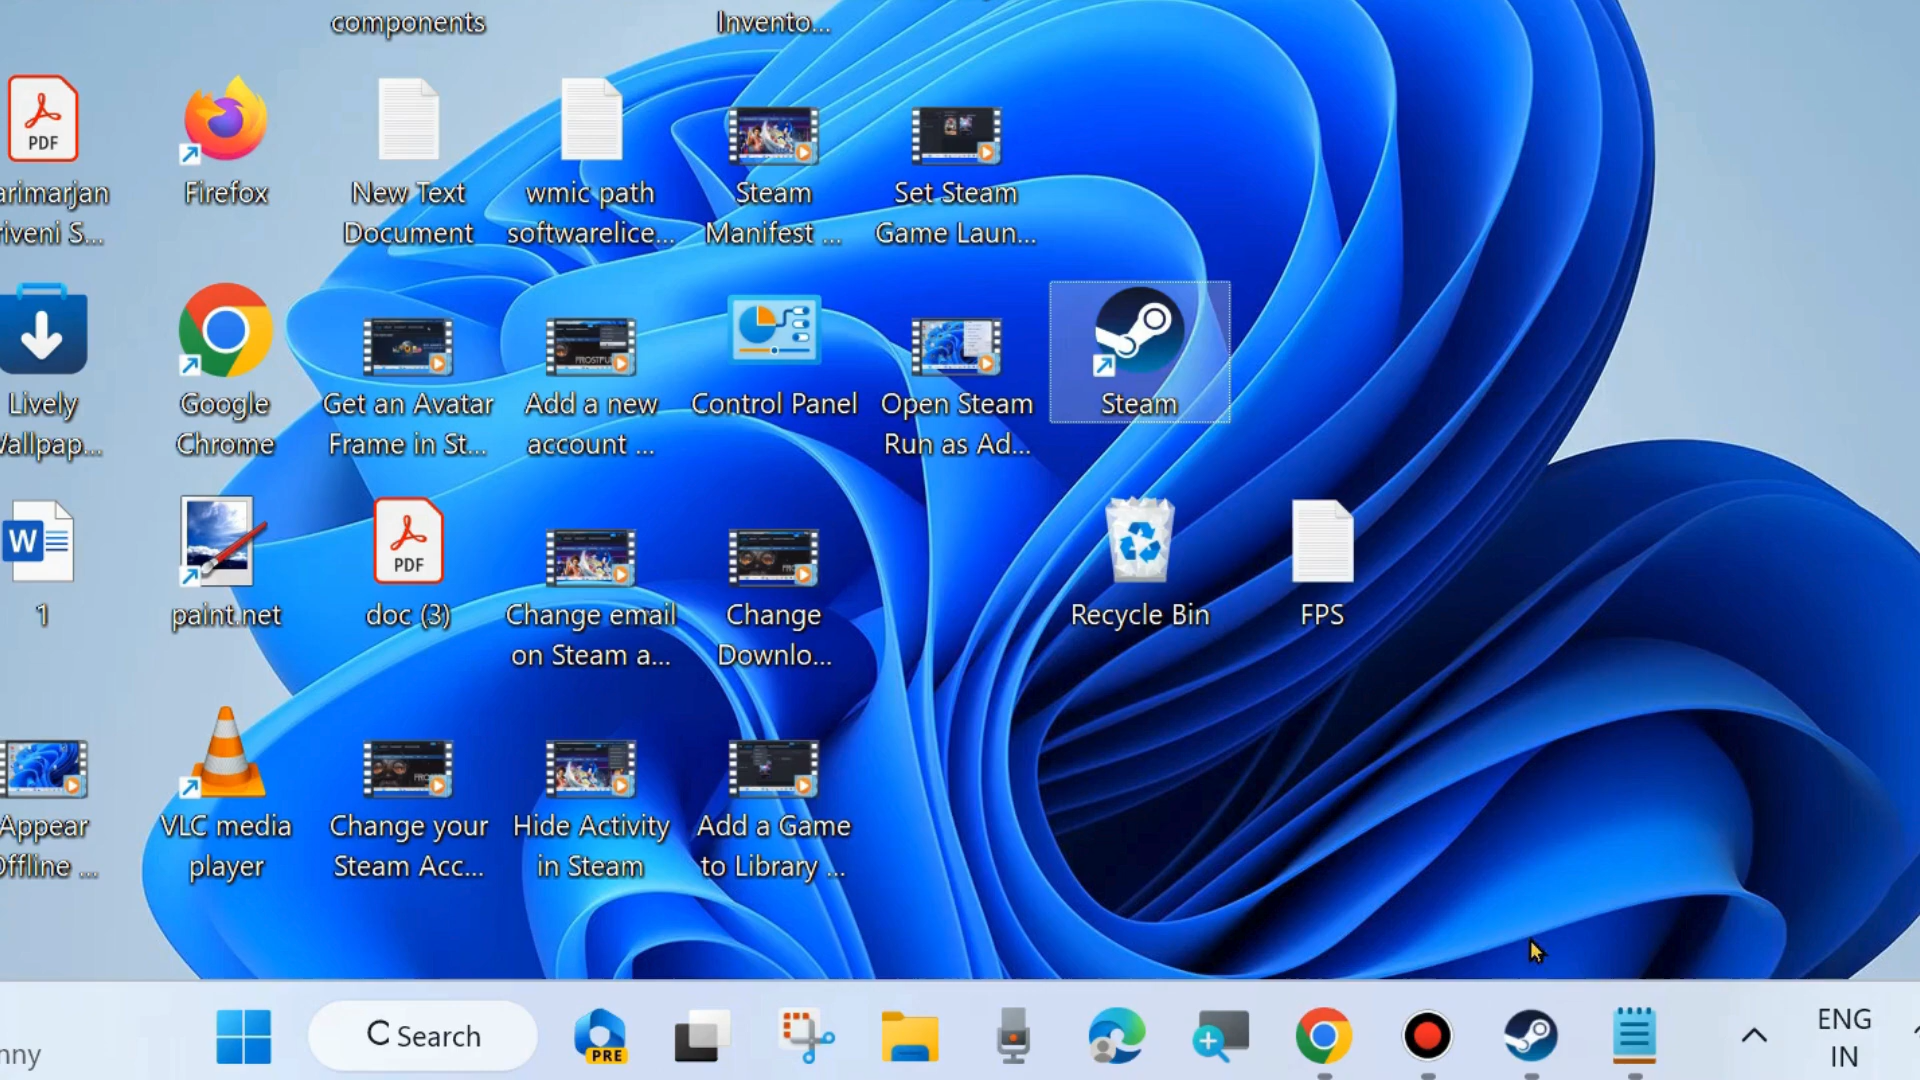 components
Invento...
PDF
arimarjan
riveni S...
Firefox
New Text
Document
wmic path
softwarelice...
Steam
Manifest ...
Set Steam
Game Laun...
Lively
Wallpap...
Google
Chrome
Get an Avatar
Frame in St...
Add a new
account ...
Control Panel
Open Steam
Run as Ad...
Steam
W
1
paint.net
PDF
doc (3)
Change email
on Steam a...
Change
Downlo...
Recycle Bin
FPS
Appear
Offline ...
VLC media
player
Change your
Steam Acc...
Hide Activity
in Steam
Add a Game
to Library ...
nny
Search
PRE
ENG
IN